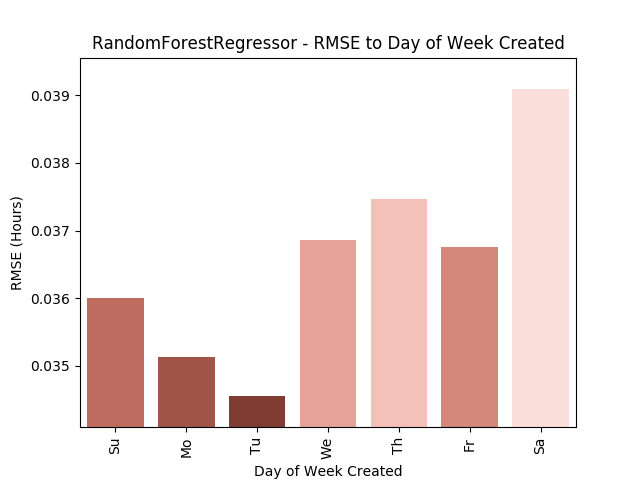 RandomForestRegressor - RMSE to Day of Week Created
0.039
0.038
0.037
0.036
0.035
RMSE (Hours)
Su
Mo
Tu
We
Th
Fr
Sa
Day of Week Created